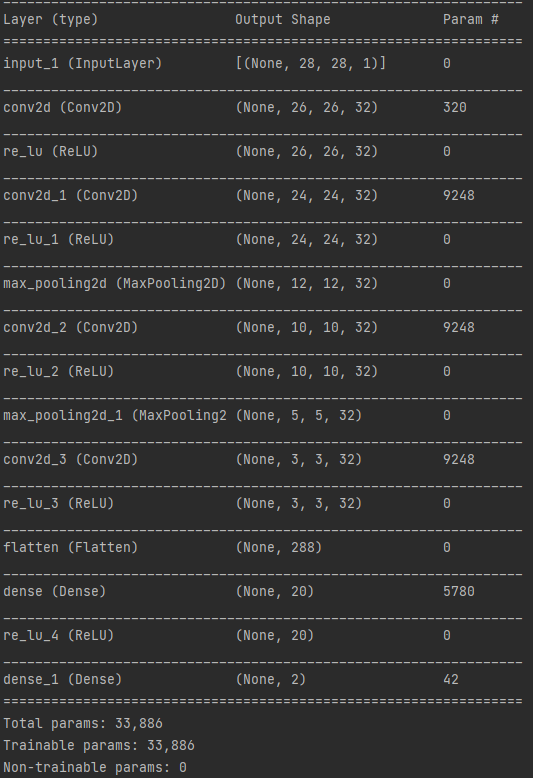 Layer (type) Output Shape Param #
=================================================================
input_1 (InputLayer) [(None, 28, 28, 1)] 0
_________________________________________________________________
conv2d (Conv2D) (None, 26, 26, 32) 320
_________________________________________________________________
re_lu (ReLU) (None, 26, 26, 32) 0
_________________________________________________________________
conv2d_1 (Conv2D) (None, 24, 24, 32) 9248
_________________________________________________________________
re_lu_1 (ReLU) (None, 24, 24, 32) 0
_________________________________________________________________
max_pooling2d (MaxPooling2D) (None, 12, 12, 32) 0
_________________________________________________________________
conv2d_2 (Conv2D) (None, 10, 10, 32) 9248
_________________________________________________________________
re_lu_2 (ReLU) (None, 10, 10, 32) 0
_________________________________________________________________
max_pooling2d_1 (MaxPooling2 (None, 5, 5, 32) 0
_________________________________________________________________
conv2d_3 (Conv2D) (None, 3, 3, 32) 9248
_________________________________________________________________
re_lu_3 (ReLU) (None, 3, 3, 32) 0
_________________________________________________________________
flatten (Flatten) (None, 288) 0
_________________________________________________________________
dense (Dense) (None, 20) 5780
_________________________________________________________________
re_lu_4 (ReLU) (None, 20) 0
_________________________________________________________________
dense_1 (Dense) (None, 2) 42
=================================================================
Total params: 33,886
Trainable params: 33,886
Non-trainable params: 0